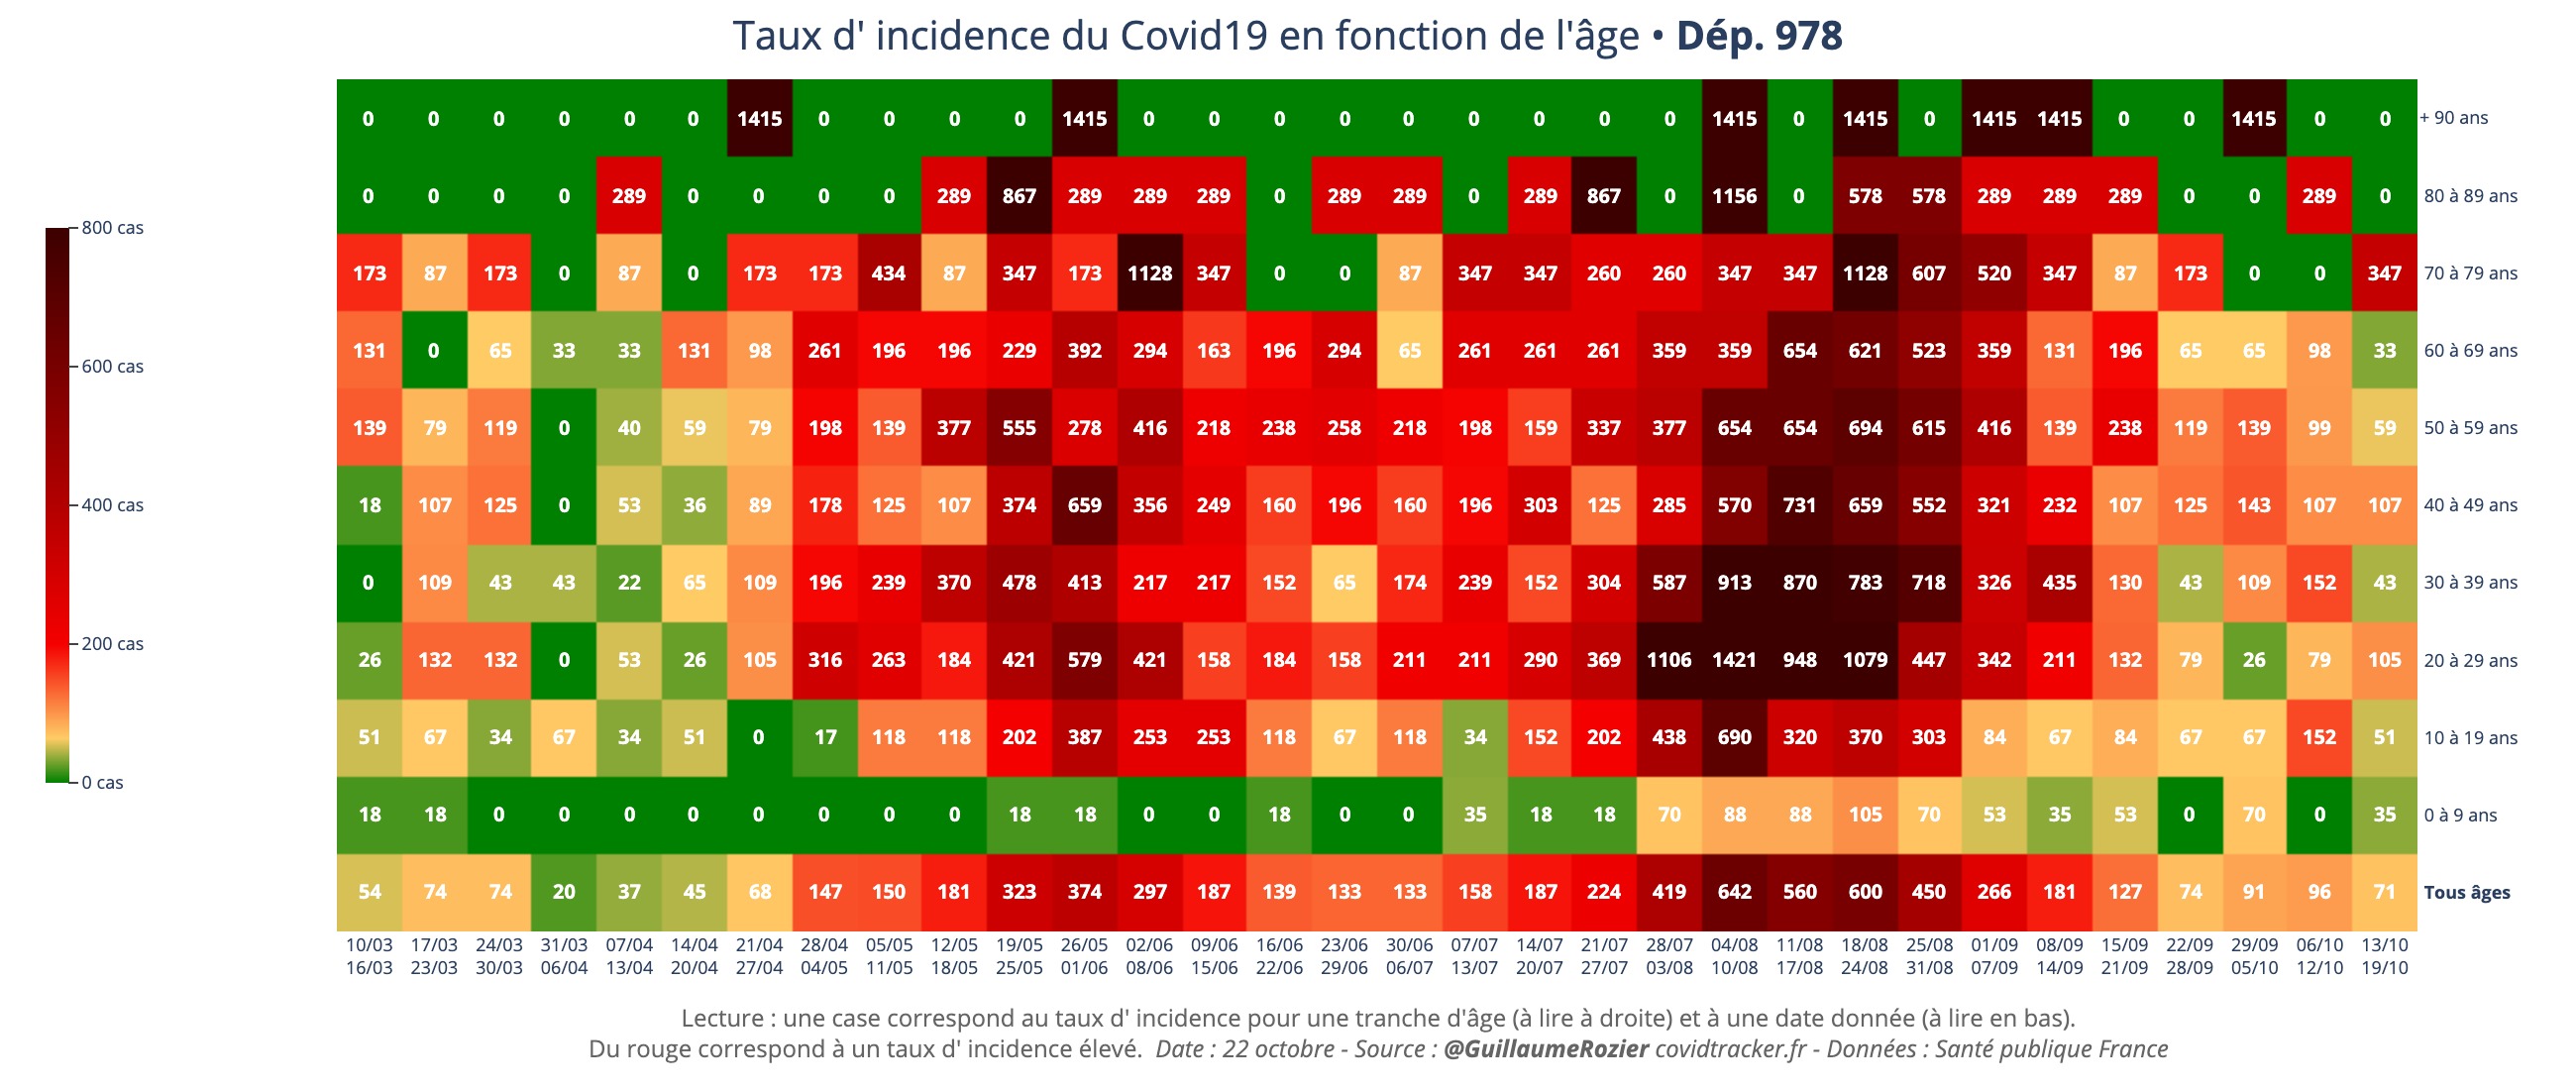 Taux d' incidence du Covid19 en fonction de l'âge • Dép. 978
0 0 0 0 0 0 1415 0 0 0 0 1415 0 0 0 0 0 0 0 0 0 1415 0 1415 0 1415 1415 0 0 1415 0 0 + 90 ans
0 0 0 0 289 0 0 0 0 289 867 289 289 289 0 289 289 0 289 867 0 1156 0 578 578 289 289 289 0 0 289 0 80 à 89 ans
800 cas
173 87 173 0 87 0 173 173 434 87 347 173 1128 347 0 0 87 347 347 260 260 347 347 1128 607 520 347 87 173 0 0 347 70 à 79 ans
131 0 65 33 33 131 98 261 196 196 229 392 294 163 196 294 65 261 261 261 359 359 654 621 523 359 131 196 65 65 98 33 60 à 69 ans
600 cas
139 79 119 0 40 59 79 198 139 377 555 278 416 218 238 258 218 198 159 337 377 654 654 694 615 416 139 238 119 139 99 59 50 à 59 ans
400 cas
18 107 125 0 53 36 89 178 125 107 374 659 356 249 160 196 160 196 303 125 285 570 731 659 552 321 232 107 125 143 107 107 40 à 49 ans
0 109 43 43 22 65 109 196 239 370 478 413 217 217 152 65 174 239 152 304 587 913 870 783 718 326 435 130 43 109 152 43 30 à 39 ans
200 cas
26 132 132 0 53 26 105 316 263 184 421 579 421 158 184 158 211 211 290 369 1106 1421 948 1079 447 342 211 132 79 26 79 105 20 à 29 ans
51 67 34 67 34 51 0 17 118 118 202 387 253 253 118 67 118 34 152 202 438 690 320 370 303 84 67 84 67 67 152 51 10 à 19 ans
0 cas
18 18 0 0 0 0 0 0 0 0 18 18 0 0 18 0 0 35 18 18 70 88 88 105 70 53 35 53 0 70 0 35 0 à 9 ans
54 74 74 20 37 45 68 147 150 181 323 374 297 187 139 133 133 158 187 224 419 642 560 600 450 266 181 127 74 91 96 71 Tous âges
10/03 17/03 24/03 31/03 07/04 14/04 21/04 28/04 05/05 12/05 19/05 26/05 02/06 09/06 16/06 23/06 30/06 07/07 14/07 21/07 28/07 04/08 11/08 18/08 25/08 01/09 08/09 15/09 22/09 29/09 06/10 13/10
16/03 23/03 30/03 06/04 13/04 20/04 27/04 04/05 11/05 18/05 25/05 01/06 08/06 15/06 22/06 29/06 06/07 13/07 20/07 27/07 03/08 10/08 17/08 24/08 31/08 07/09 14/09 21/09 28/09 05/10 12/10 19/10
Lecture : une case correspond au taux d' incidence pour une tranche d'âge (à lire à droite) et à une date donnée (à lire en bas).
Du rouge correspond à un taux d' incidence élevé. Date : 22 octobre - Source : @GuillaumeRozier covidtracker.fr - Données : Santé publique France